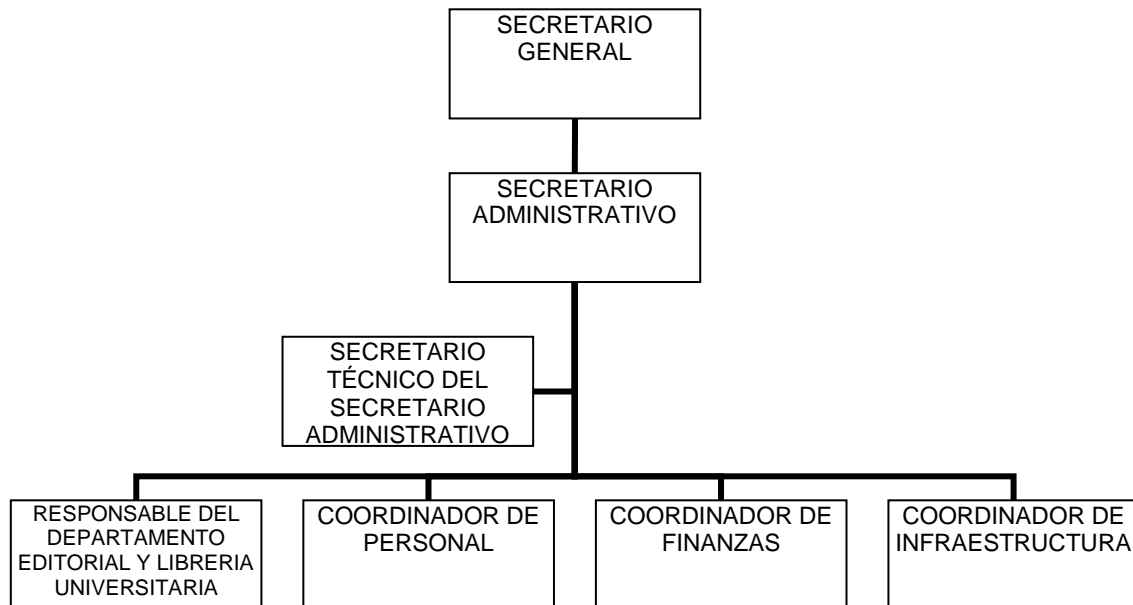 SECRETARIO
GENERAL
SECRETARIO
ADMINISTRATIVO
SECRETARIO
TÉCNICO DEL
SECRETARIO
ADMINISTRATIVO
RESPONSABLE DEL
DEPARTAMENTO
EDITORIAL Y LIBRERIA
UNIVERSITARIA
COORDINADOR DE
PERSONAL
COORDINADOR DE
FINANZAS
COORDINADOR DE
INFRAESTRUCTURA